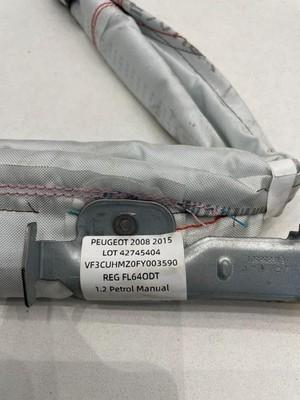 PEUGEOT 2008 2015
LOT 42745404
VF3CUHMZ0FY003590
REG FL64ODT
1.2 Petrol Manual